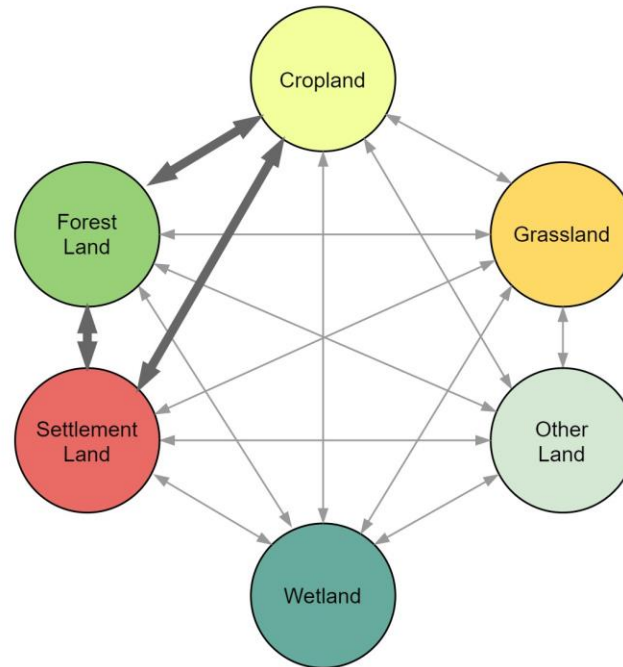 Cropland
Forest
Land
Grassland
Settlement
Land
Other
Land
Wetland